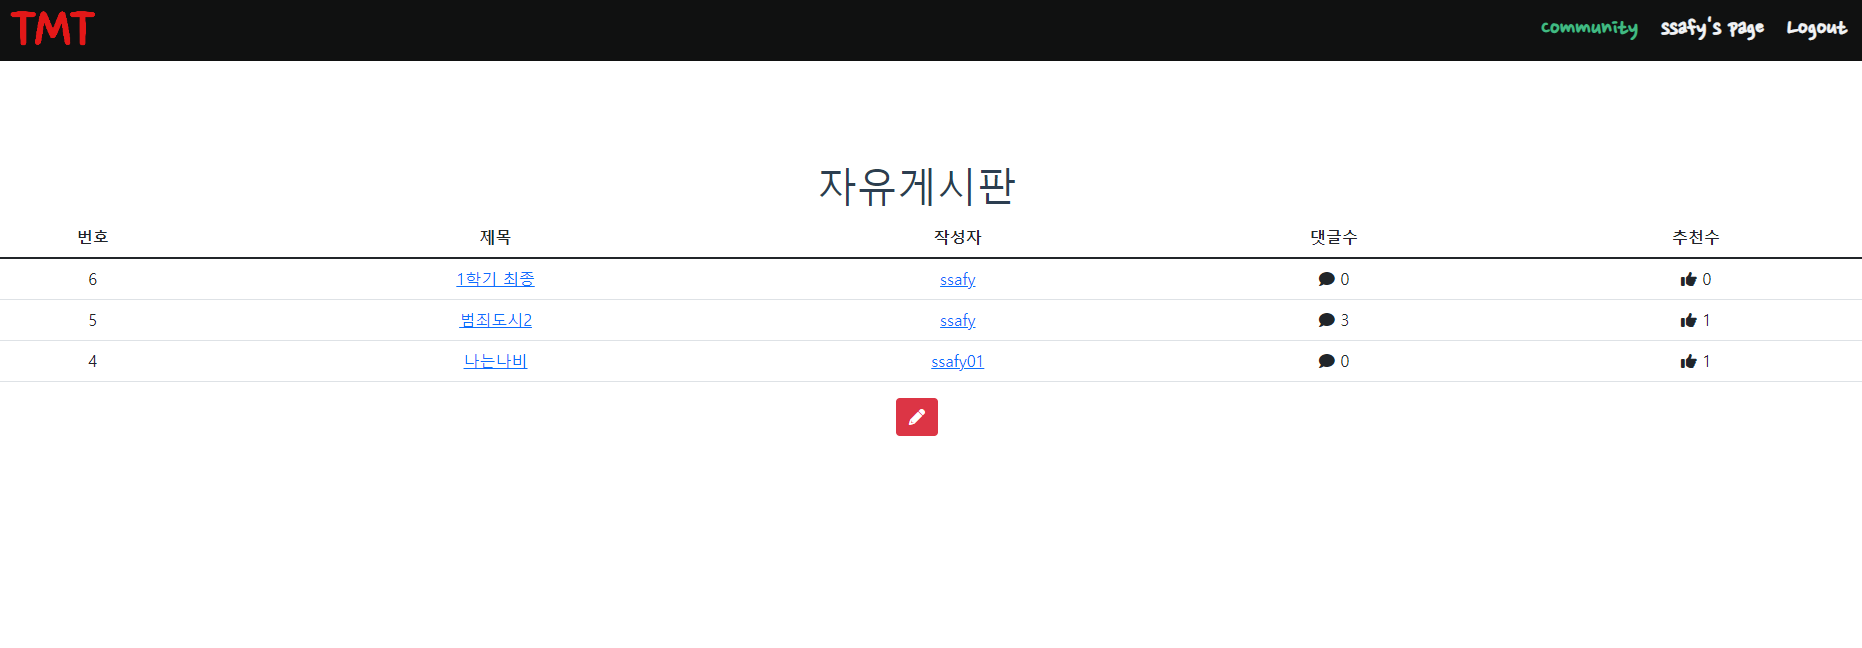 TMT community ssafy's page Logout
자유게시판
번호 제목 작성자 댓글수 추천수
6 1학기 최종 ssafy 0 0
5 범죄도시2 ssafy 3 1
4 나는나비 ssafy01 0 1